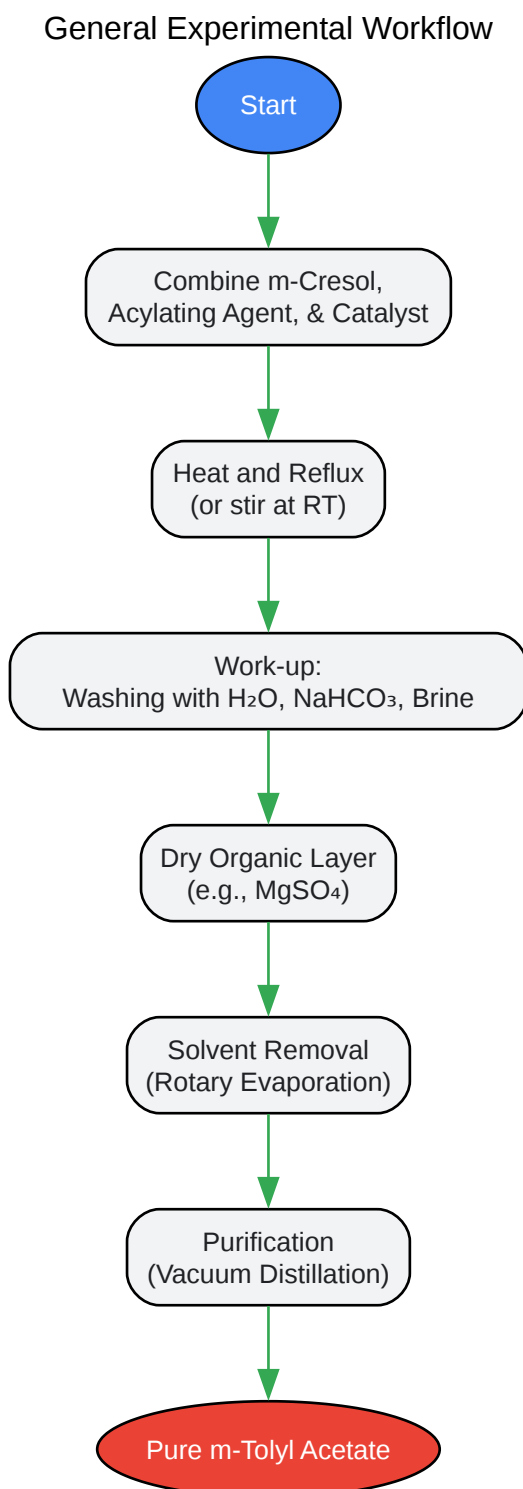 General Experimental Workflow
Start
Combine m-Cresol,
Acylating Agent, & Catalyst
Heat and Reflux
(or stir at RT)
Work-up:
Washing with H₂O, NaHCO₃, Brine
Dry Organic Layer
(e.g., MgSO₄)
Solvent Removal
(Rotary Evaporation)
Purification
(Vacuum Distillation)
Pure m-Tolyl Acetate